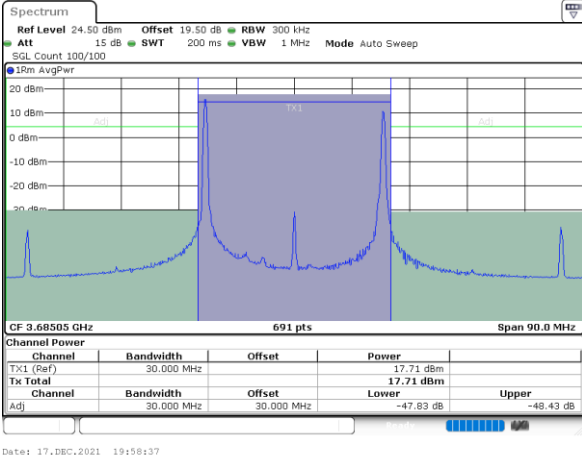 Spectrum
Ref Level 24.50 dBm Offset 19.50 dB RBW 300 kHz
Att 15 dB SWT 200 ms VBW 1 MHz Mode Auto Sweep
SGL Count 100/100
1Rm AvgPwr
20 dBm
TX1
10 dBm
Adj Adj
0 dBm
-10 dBm
-20 dBm
-30 dBm
CF 3.68505 GHz 691 pts Span 90.0 MHz
Channel Power
Channel Bandwidth Offset Power
TX1 (Ref) 30.000 MHz 17.71 dBm
Tx Total 17.71 dBm
Channel Bandwidth Offset Lower Upper
Adj 30.000 MHz 30.000 MHz -47.83 dB -48.43 dB
Ready
Date: 17.DEC.2021 19:58:37